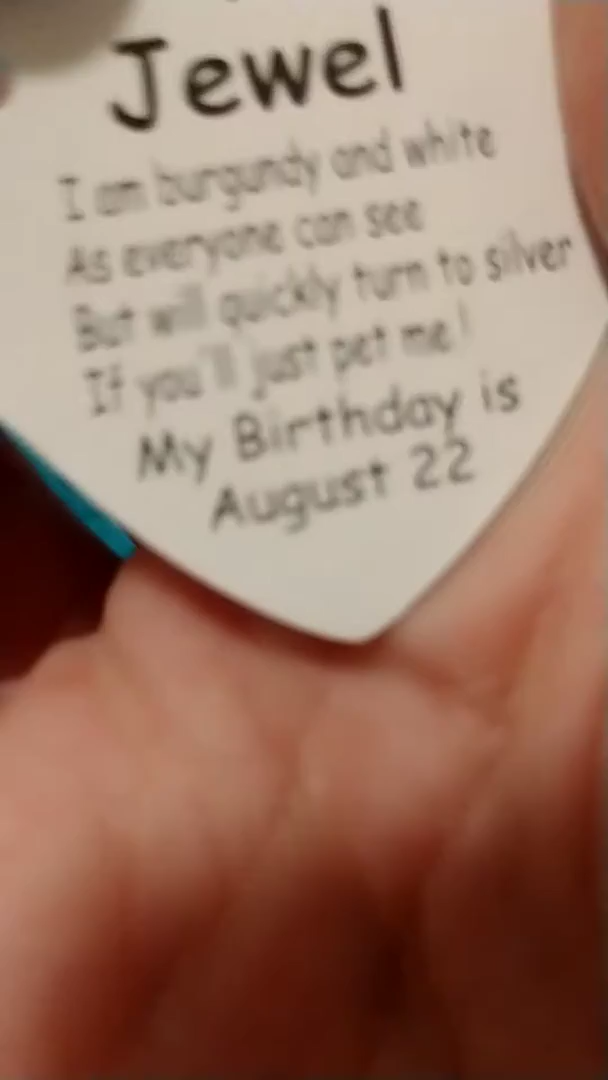 Jewel
I am burgundy and white
As everyone can see
But will quickly turn to silver
If you'll just pet me!
My Birthday is
August 22